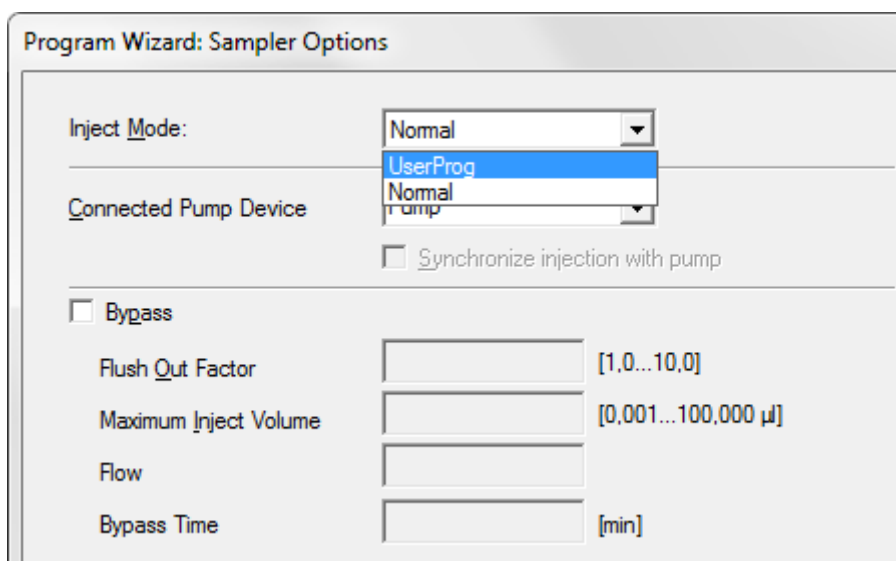 Program Wizard: Sampler Options
Inject Mode: Normal
UserProg
Normal
Connected Pump Device Pump
Synchronize injection with pump
Bypass
Flush Out Factor [1,0...10,0]
Maximum Inject Volume [0,001...100,000 µl]
Flow
Bypass Time [min]